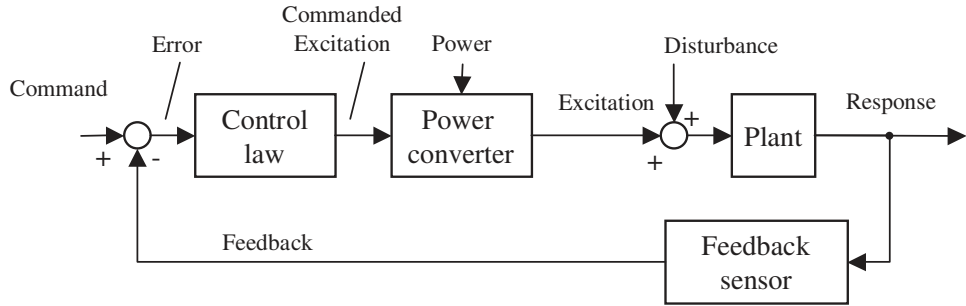 Commanded
Excitation
Error
Power
Disturbance
Command
Control
law
Power
converter
Excitation
Plant
Response
+
-
+
+
Feedback
Feedback
sensor